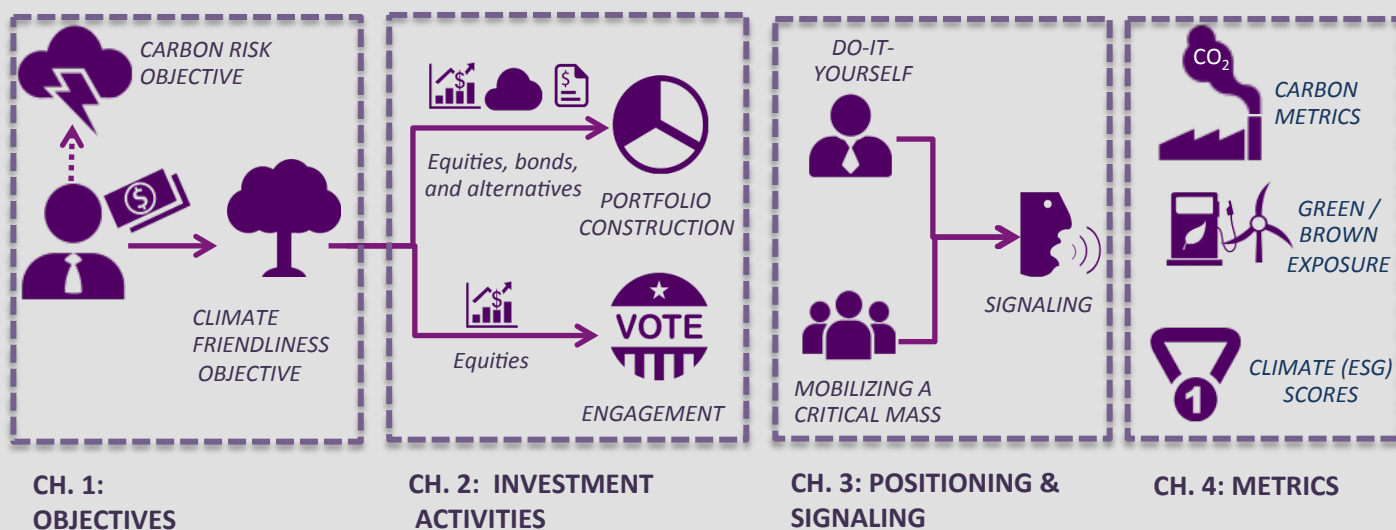 CARBON RISK
OBJECTIVE
$
CLIMATE
FRIENDLINESS
OBJECTIVE
$
$
Equities, bonds,
and alternatives
PORTFOLIO
CONSTRUCTION
$
Equities
VOTE
ENGAGEMENT
DO-IT-
YOURSELF
SIGNALING
MOBILIZING A
CRITICAL MASS
CO2
CARBON
METRICS
GREEN /
BROWN
EXPOSURE
1
CLIMATE (ESG)
SCORES
CH. 1:
OBJECTIVES
CH. 2: INVESTMENT
ACTIVITIES
CH. 3: POSITIONING &
SIGNALING
CH. 4: METRICS